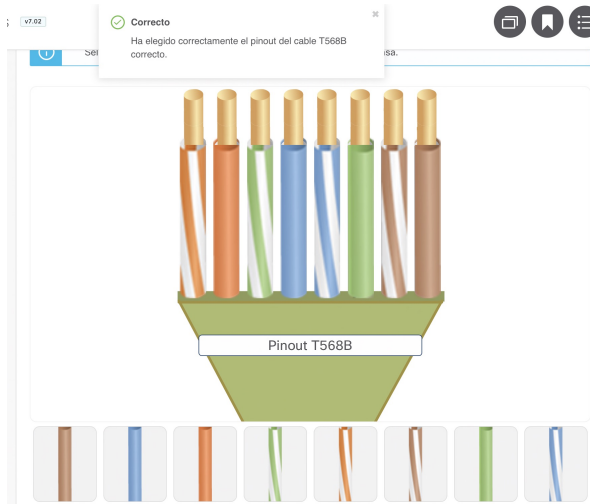 v7.02
Correcto
Ha elegido correctamente el pinout del cable T568B
correcto.
Pinout T568B